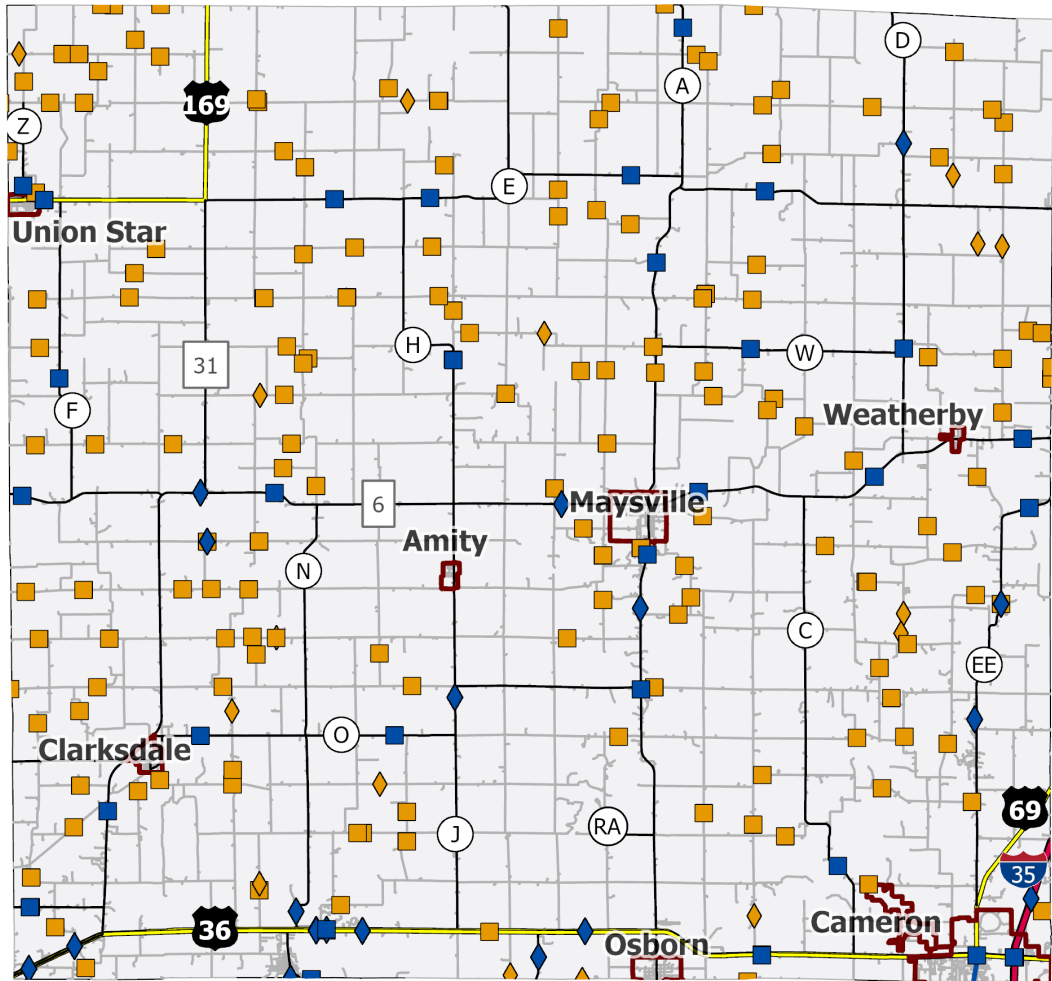 D
A
169
Z
E
Union Star
H
W
31
F
Weatherby
6
Maysville
Amity
N
C
EE
O
Clarksdale
69
RA
J
35
36
Cameron
Osborn